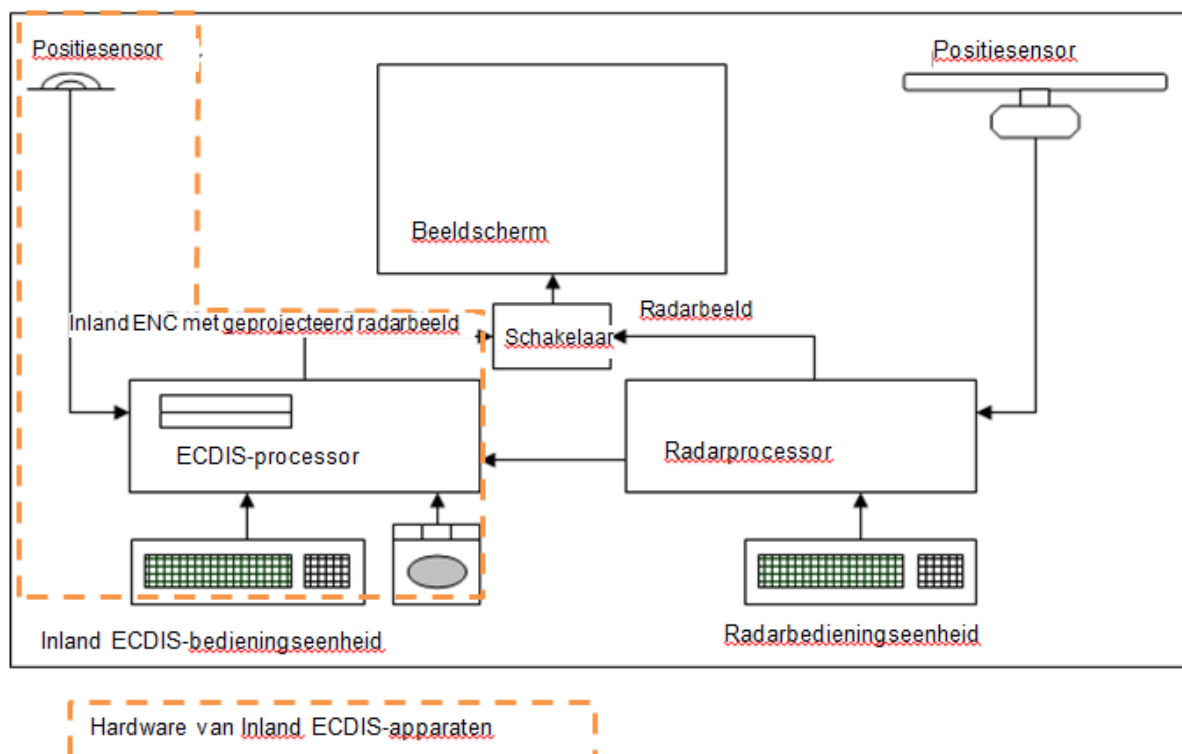 Positiesensor
Positiesensor
Beeldscherm
Inland ENC met geprojecteerd radarbeeld
Schakelaar
Radarbeeld
ECDIS-processor
Radarprocessor
Inland ECDIS-bedieningseenheid
Radarbedieningseenheid
Hardware van Inland ECDIS-apparaten